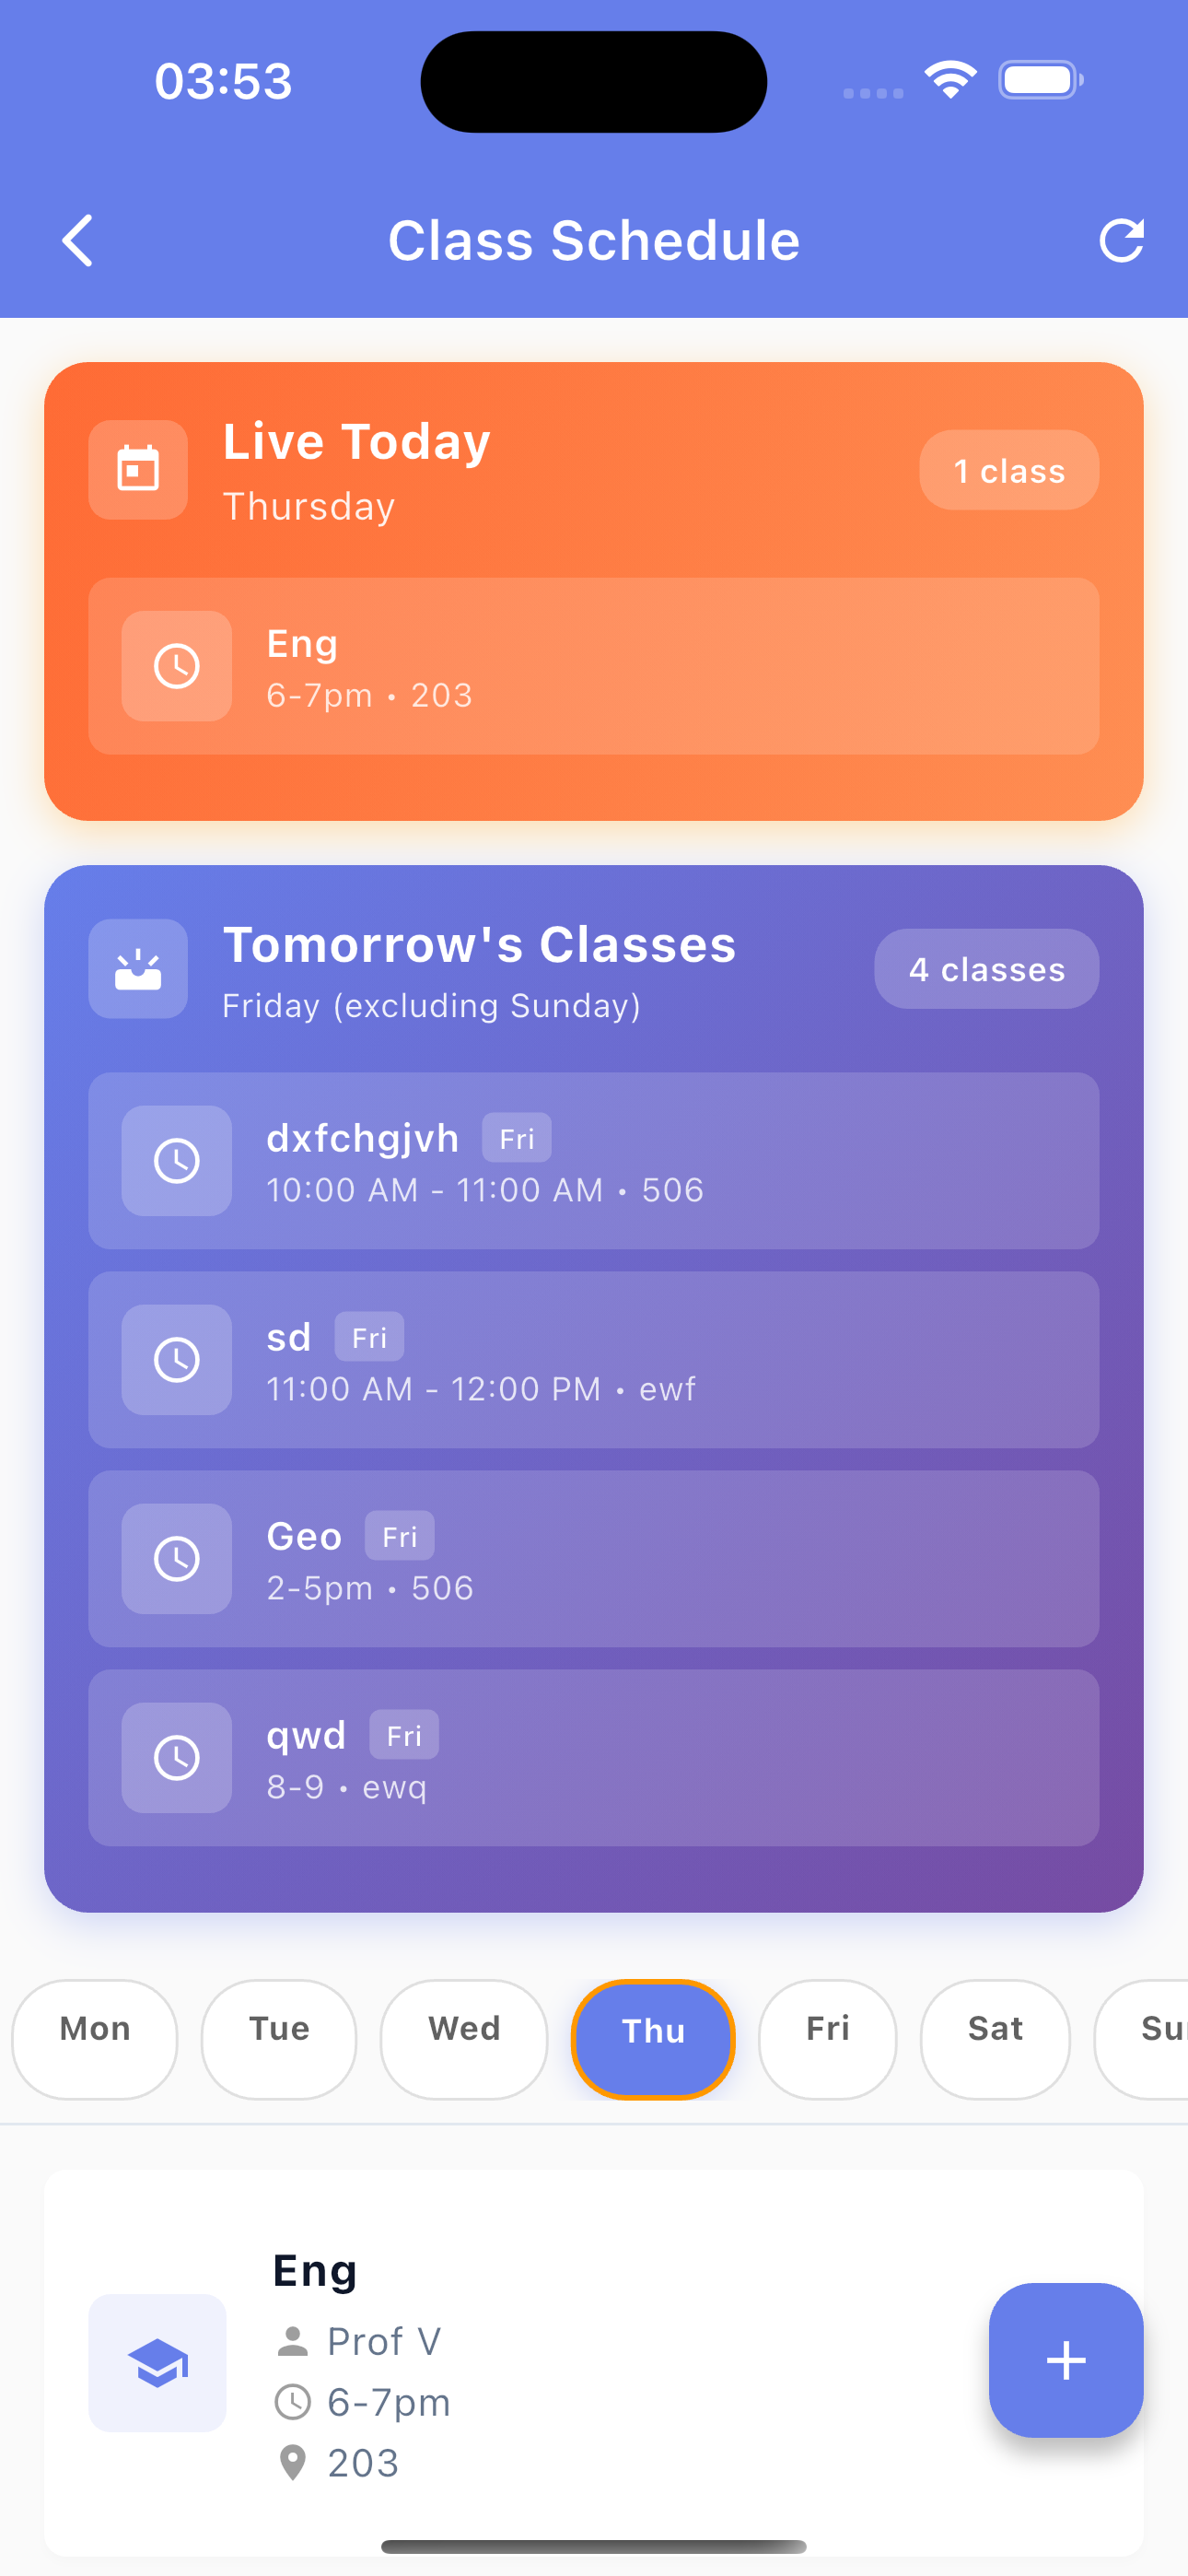 03:53
Class Schedule
Live Today
Thursday
1 class
Eng
6-7pm • 203
Tomorrow's Classes
Friday (excluding Sunday)
4 classes
dxfchgjvh Fri
10:00 AM - 11:00 AM • 506
sd Fri
11:00 AM - 12:00 PM • ewf
Geo Fri
2-5pm • 506
qwd Fri
8-9 • ewq
Mon Tue Wed Thu Fri Sat
Eng
Prof V
6-7pm
203